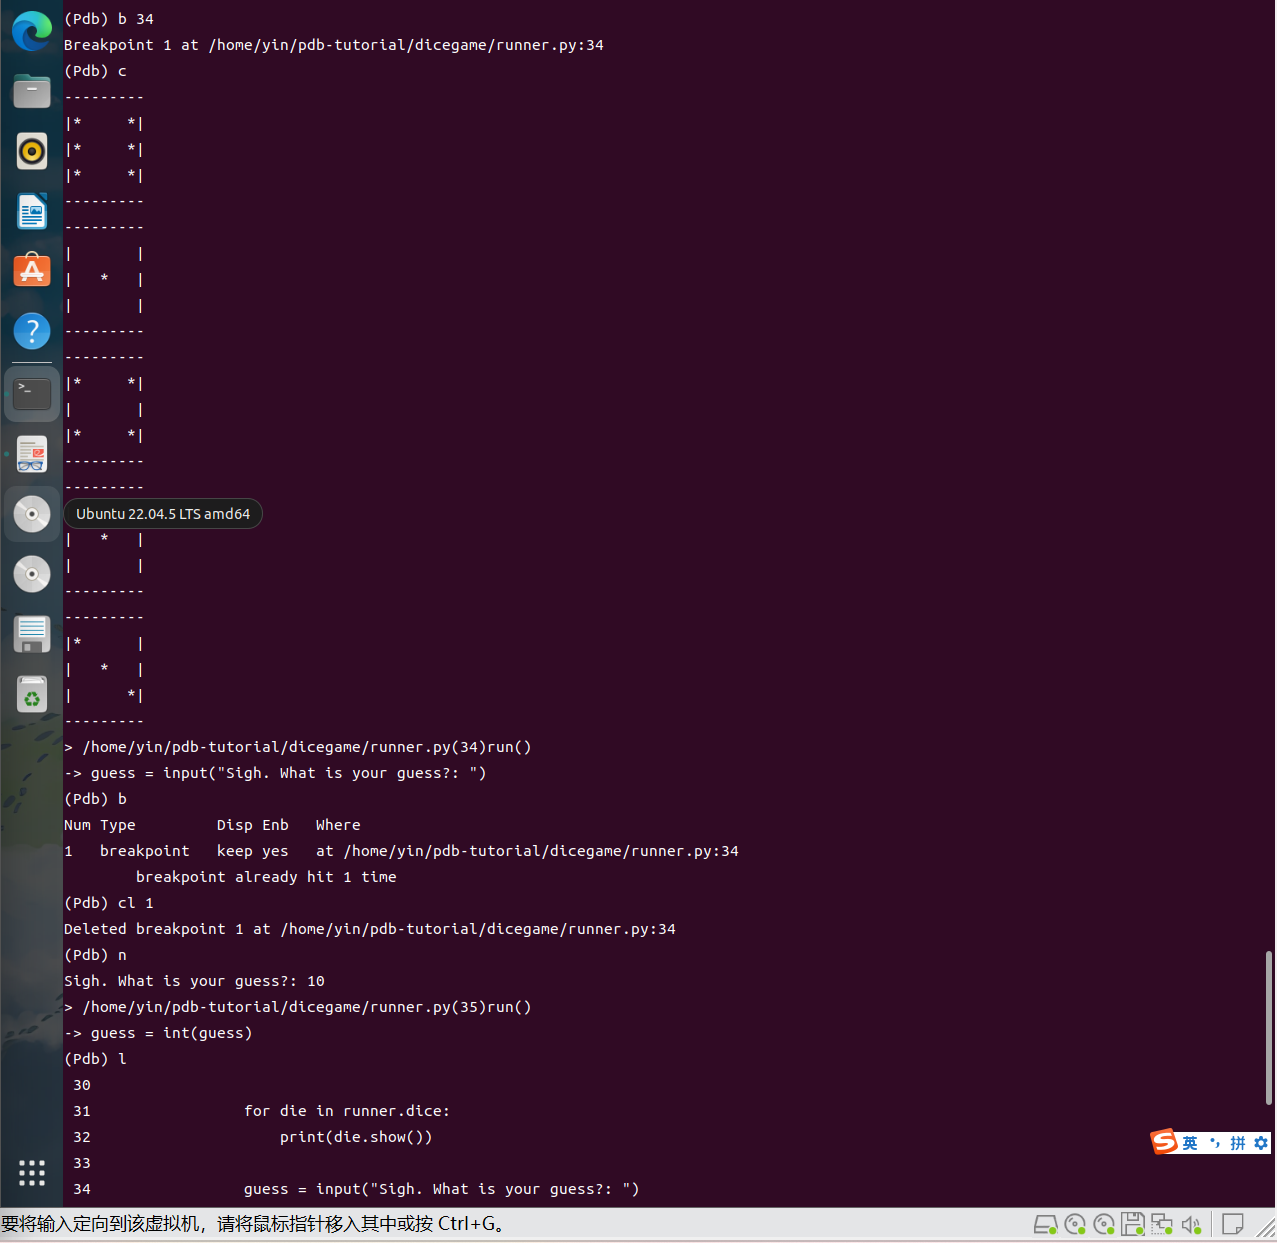 (Pdb) b 34
Breakpoint 1 at /home/yin/pdb-tutorial/dicegame/runner.py:34
(Pdb) c
---------
|*     *|
|*     *|
|*     *|
---------
---------
|       |
|   *   |
|       |
---------
---------
|*     *|
|       |
|*     *|
---------
---------
Ubuntu 22.04.5 LTS amd64
|   *   |
|       |
---------
---------
|*      |
|   *   |
|      *|
---------
> /home/yin/pdb-tutorial/dicegame/runner.py(34)run()
-> guess = input("Sigh. What is your guess?: ")
(Pdb) b
Num Type         Disp Enb   Where
1   breakpoint   keep yes   at /home/yin/pdb-tutorial/dicegame/runner.py:34
        breakpoint already hit 1 time
(Pdb) cl 1
Deleted breakpoint 1 at /home/yin/pdb-tutorial/dicegame/runner.py:34
(Pdb) n
Sigh. What is your guess?: 10
> /home/yin/pdb-tutorial/dicegame/runner.py(35)run()
-> guess = int(guess)
(Pdb) l
 30
 31                 for die in runner.dice:
 32                     print(die.show())
 33
 34                 guess = input("Sigh. What is your guess?: ")
英 拼
要将输入定向到该虚拟机，请将鼠标指针移入其中或按 Ctrl+G。